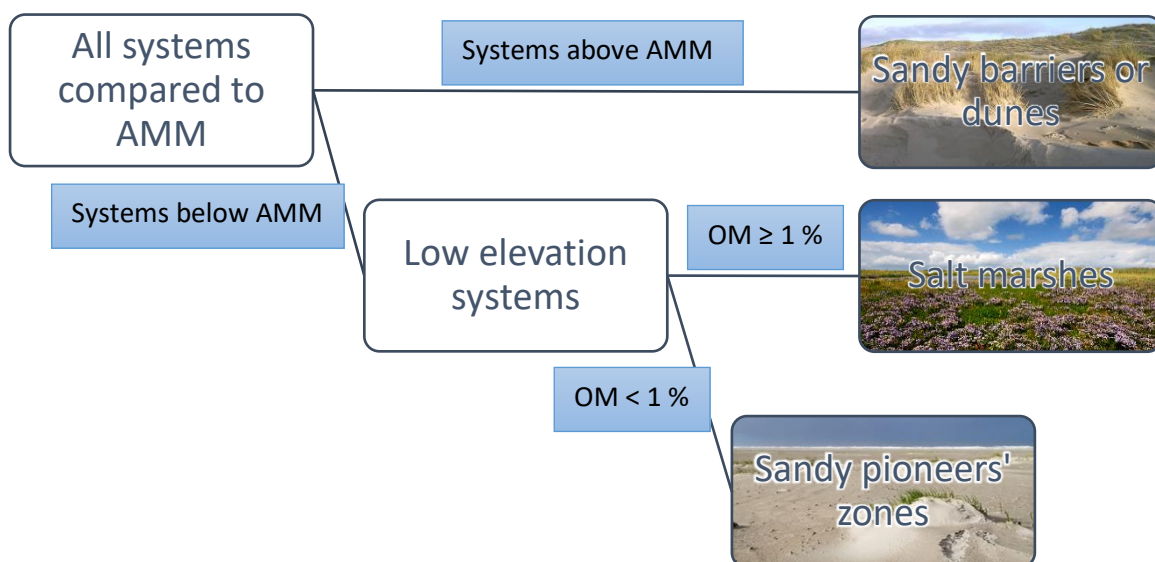 All systems
compared to
AMM
Systems above AMM
Sandy barriers or
dunes
Systems below AMM
Low elevation
systems
OM ≥ 1 %
Salt marshes
OM < 1 %
Sandy pioneers'
zones